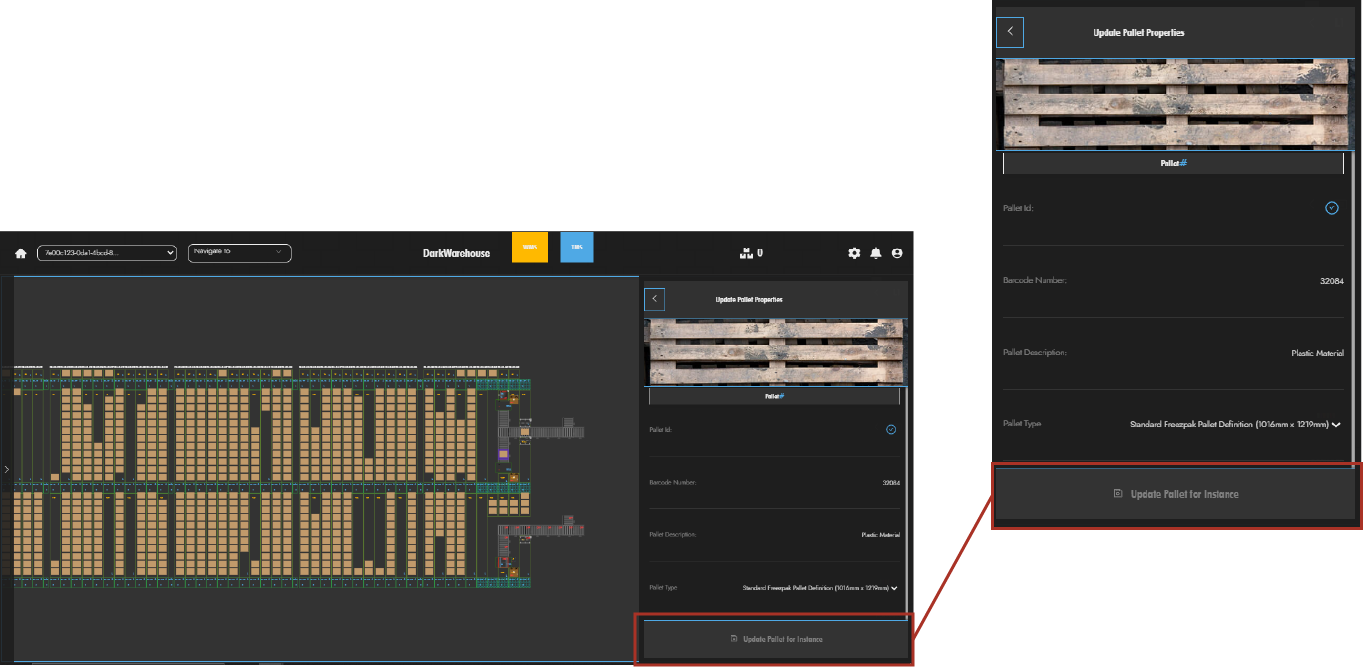 Update Pallet Properties
Pallet#
Pallet Id:
Barcode Number: 32084
Pallet Description: Plastic Material
Pallet Type Standard Freezpak Pallet Definition (1016mm x 1219mm)
Update Pallet for Instance
7e00c123-0da1-4bcd-8... Navigate to DarkWarehouse
Update Pallet Properties
Pallet#
Pallet Id:
Barcode Number: 32084
Pallet Description: Plastic Material
Pallet Type Standard Freezpak Pallet Definition (1016mm x 1219mm)
Update Pallet for Instance